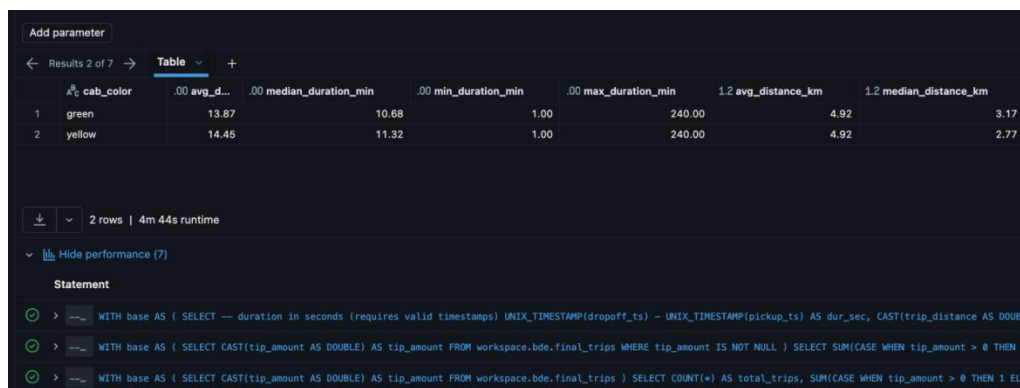 Add parameter
Results 2 of 7 Table +
ABC cab_color .00 avg_d... .00 median_duration_min .00 min_duration_min .00 max_duration_min 1.2 avg_distance_km 1.2 median_distance_km
1 green 13.87 10.68 1.00 240.00 4.92 3.17
2 yellow 14.45 11.32 1.00 240.00 4.92 2.77
2 rows | 4m 44s runtime
Hide performance (7)
Statement
--_ WITH base AS ( SELECT -- duration in seconds (requires valid timestamps) UNIX_TIMESTAMP(dropoff_ts) - UNIX_TIMESTAMP(pickup_ts) AS dur_sec, CAST(trip_distance AS DOUB
--_ WITH base AS ( SELECT CAST(tip_amount AS DOUBLE) AS tip_amount FROM workspace.bde.final_trips WHERE tip_amount IS NOT NULL ) SELECT SUM(CASE WHEN tip_amount > 0 THEN
--_ WITH base AS ( SELECT CAST(tip_amount AS DOUBLE) AS tip_amount FROM workspace.bde.final_trips ) SELECT COUNT(*) AS total_trips, SUM(CASE WHEN tip_amount > 0 THEN 1 EL